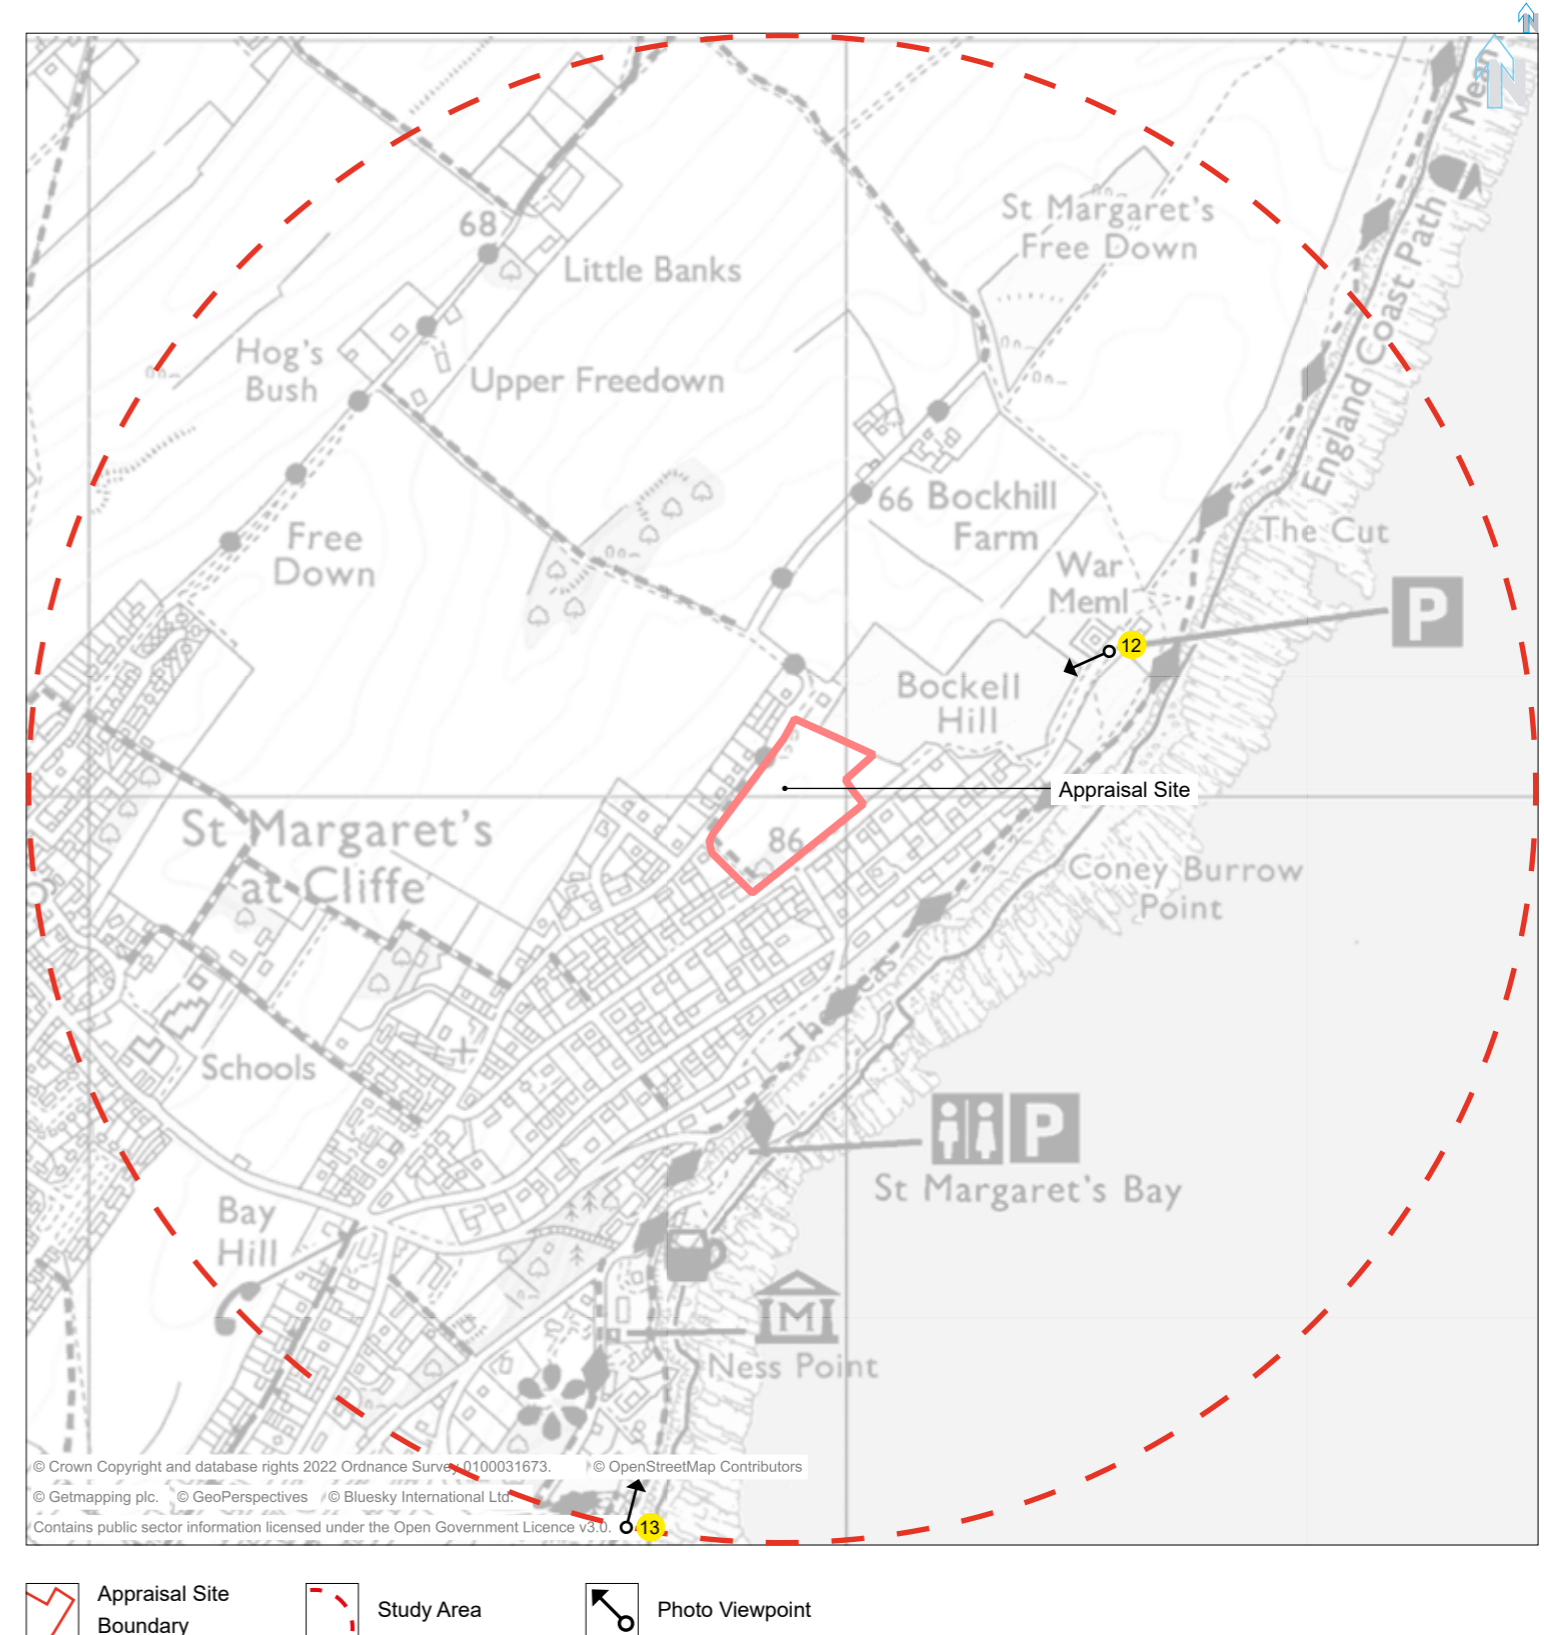 N
N
Mean
68
St Margaret's
Free Down
Little Banks
England Coast Path
Hog's
Bush
Upper Freedown
66 Bockhill
Farm
The Cut
Free
Down
War
Meml
P
12
Bockell
Hill
Appraisal Site
St Margaret's
at Cliffe
86
Coney Burrow
Point
The
ers
Schools
P
St Margaret's Bay
Bay
Hill
M
Ness Point
© Crown Copyright and database rights 2022 Ordnance Survey 0100031673. © OpenStreetMap Contributors
© Getmapping plc. © GeoPerspectives © Bluesky International Ltd.
Contains public sector information licensed under the Open Government Licence v3.0.
13
Appraisal Site
Boundary
Study Area
Photo Viewpoint